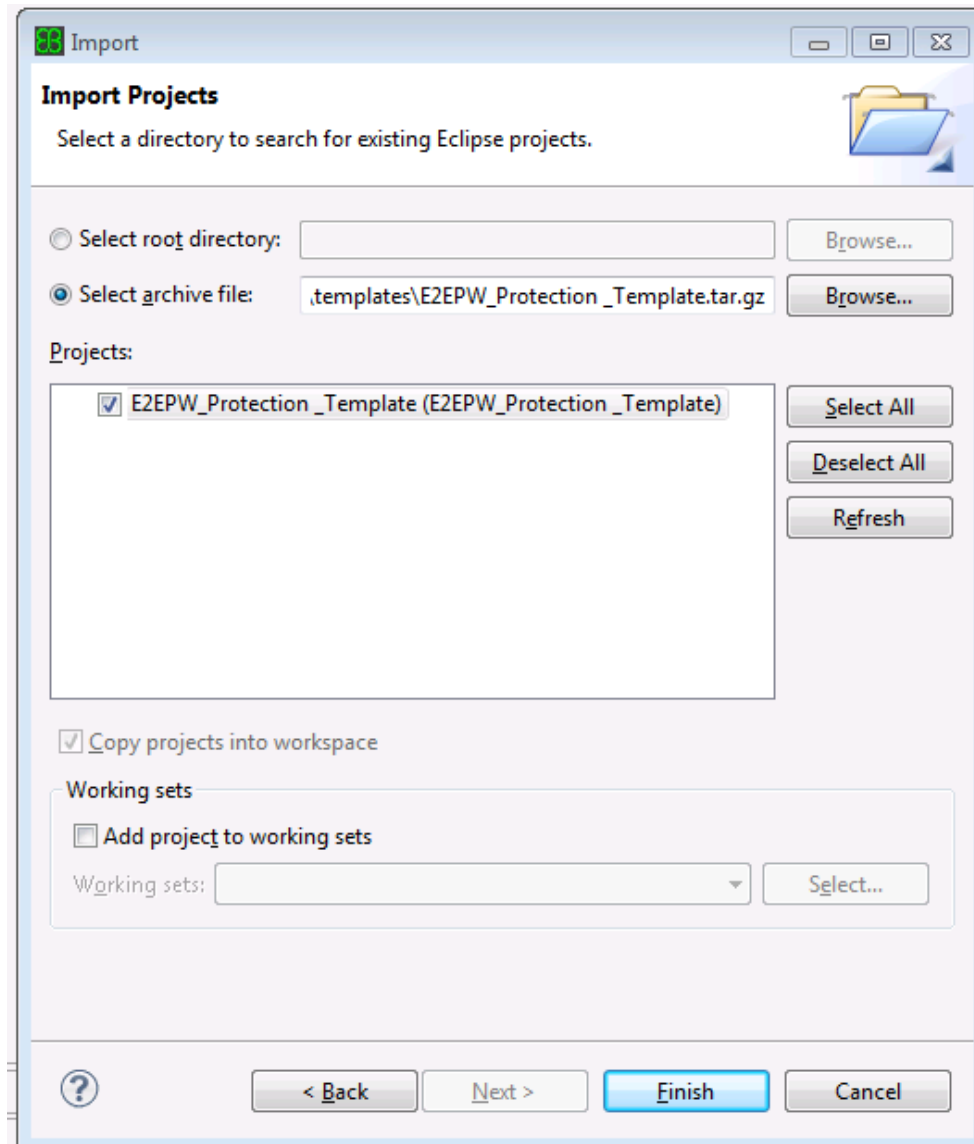 Import
Import Projects
Select a directory to search for existing Eclipse projects.
Select root directory: Browse...
Select archive file: .templates\E2EPW_Protection _Template.tar.gz Browse...
Projects:
E2EPW_Protection _Template (E2EPW_Protection _Template) Select All
Deselect All
Refresh
Copy projects into workspace
Working sets
Add project to working sets
Working sets: Select...
< Back Next > Finish Cancel